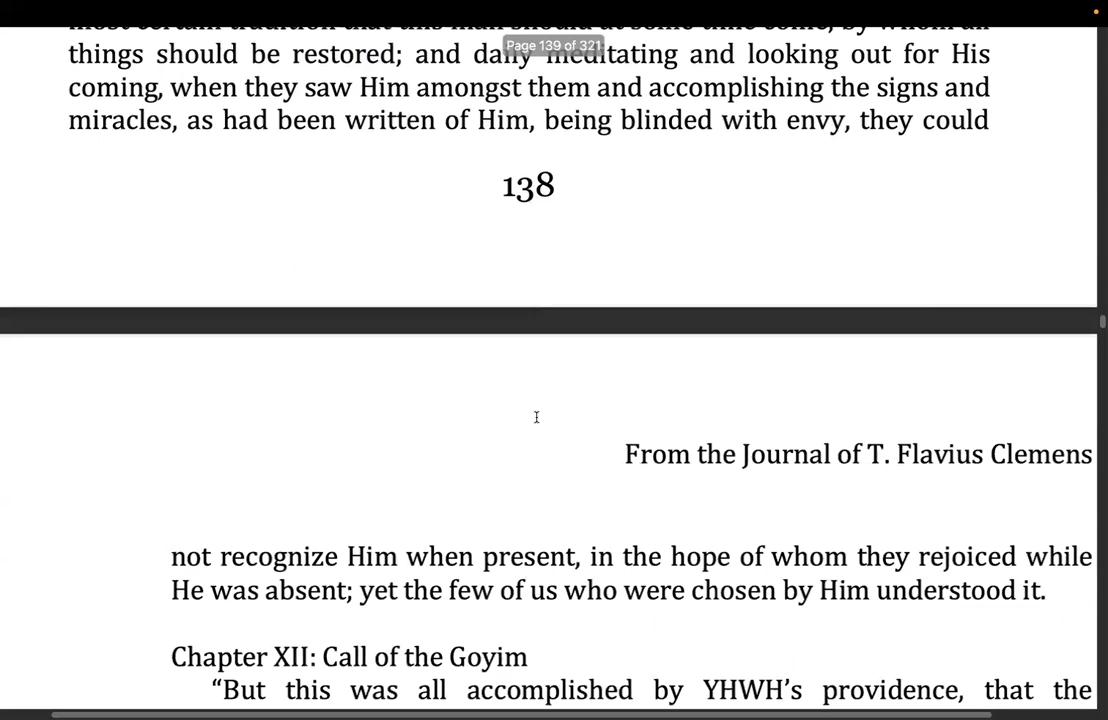 things should be restored; and daily meditating and looking out for His
Page 139 of 321
coming, when they saw Him amongst them and accomplishing the signs and
miracles, as had been written of Him, being blinded with envy, they could
138
From the Journal of T. Flavius Clemens
not recognize Him when present, in the hope of whom they rejoiced while
He was absent; yet the few of us who were chosen by Him understood it.
Chapter XII: Call of the Goyim
“But this was all accomplished by YHWH’s providence, that the